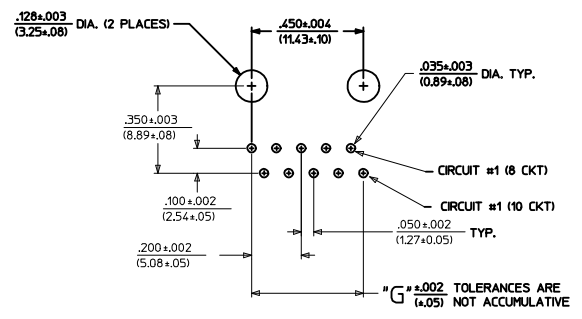 .128±.003
(3.25±.08)
DIA. (2 PLACES)
.450±.004
(11.43±.10)
.035±.003
(0.89±.08)
DIA. TYP.
.350±.003
(8.89±.08)
CIRCUIT #1 (8 CKT)
.100±.002
(2.54±.05)
CIRCUIT #1 (10 CKT)
.050±.002
(1.27±0.05)
TYP.
.200±.002
(5.08±.05)
"G" ±.002
(±.05)
TOLERANCES ARE
NOT ACCUMULATIVE